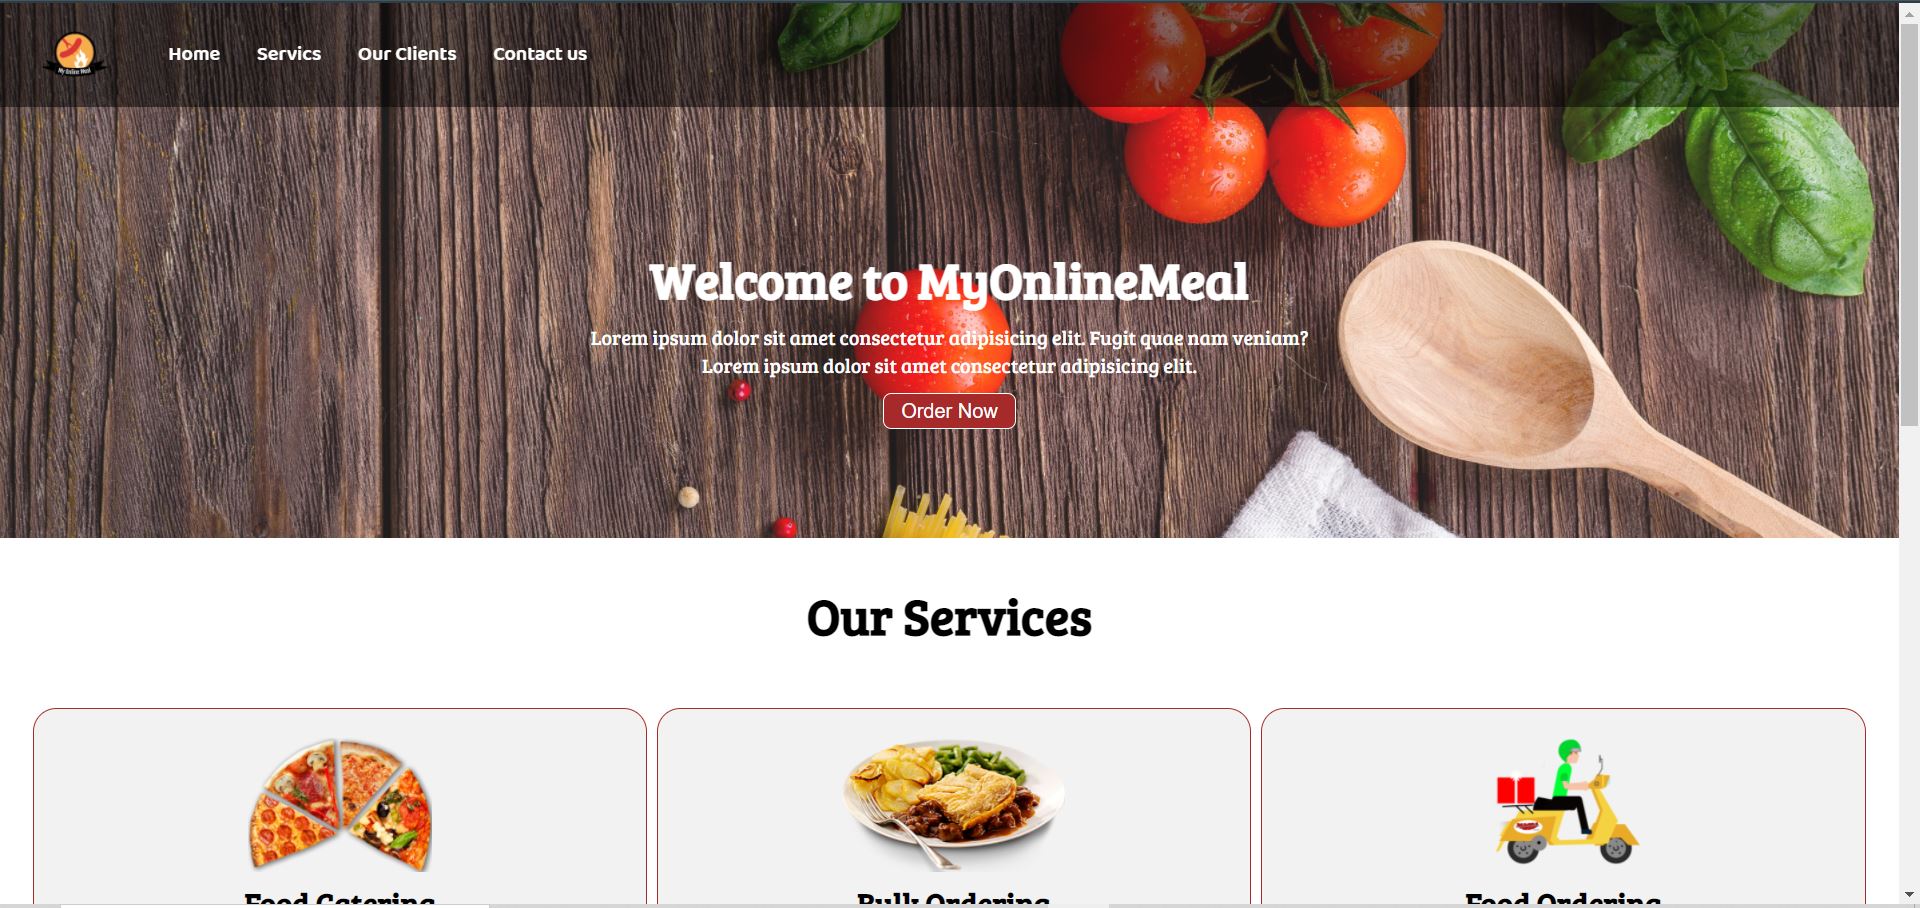 My Online Meal
Home Servics Our Clients Contact us
Welcome to MyOnlineMeal
Lorem ipsum dolor sit amet consectetur adipisicing elit. Fugit quae nam veniam?
Lorem ipsum dolor sit amet consectetur adipisicing elit.
Order Now
Our Services
Food Catering Bulk Ordering Food Ordering